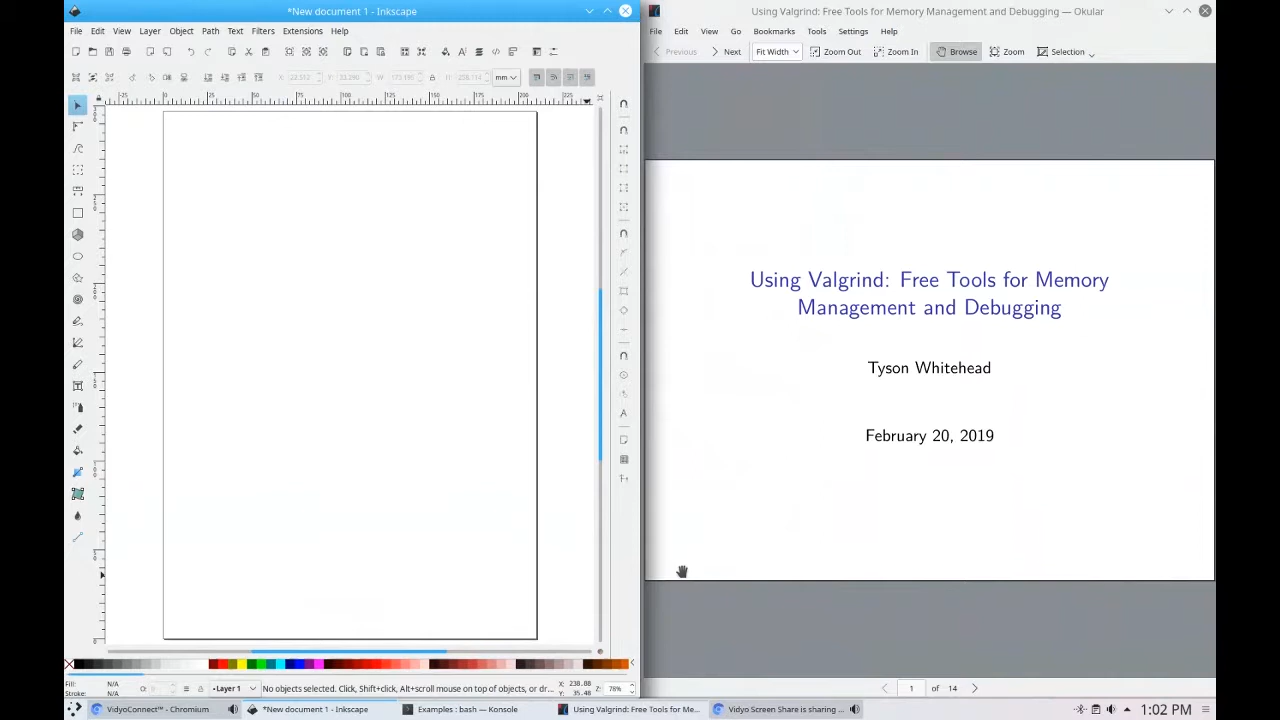 *New document 1 - Inkscape
File Edit View Layer Object Path Text Filters Extensions Help
mm
Layer 1
No objects selected. Click, Shift+click, Alt+scroll mouse on top of objects, or dr...
Fill: N/A
Stroke: N/A
X: 238.88
Y: 35.48
Z: 78%
Using Valgrind: Free Tools for Memory Management and Debugging — Okular
File Edit View Go Bookmarks Tools Settings Help
Previous Next Fit Width Zoom Out Zoom In Browse Zoom Selection
Using Valgrind: Free Tools for Memory
Management and Debugging
Tyson Whitehead
February 20, 2019
1 of 14
VidyoConnect™ - Chromium *New document 1 - Inkscape Examples : bash — Konsole Using Valgrind: Free Tools for Me... Vidyo Screen Share is sharing ... 1:02 PM